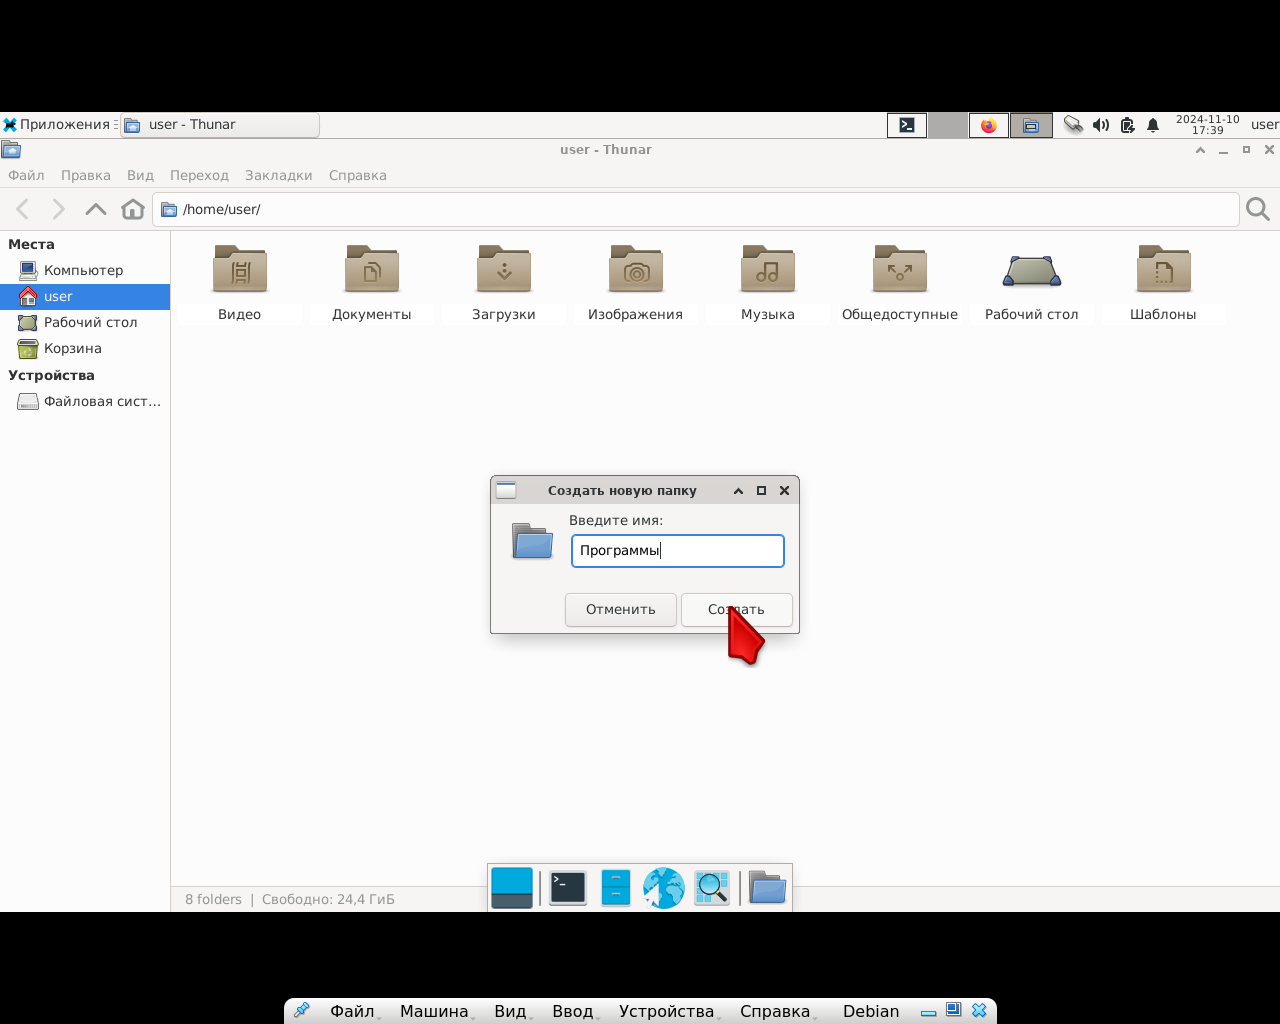 Приложения
user - Thunar
2024-11-10
17:39
user
user - Thunar
Файл Правка Вид Переход Закладки Справка
/home/user/
Места
Компьютер
user
Рабочий стол
Корзина
Устройства
Файловая сист...
Видео Документы Загрузки Изображения Музыка Общедоступные Рабочий стол Шаблоны
Создать новую папку
Введите имя:
Программы
Отменить Создать
8 folders | Свободно: 24,4 ГиБ
Файл Машина Вид Ввод Устройства Справка Debian